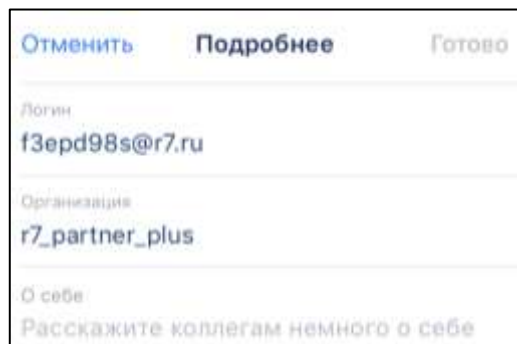 Отменить Подробнее Готово
Логин
f3epd98s@r7.ru
Организация
r7_partner_plus
О себе
Расскажите коллегам немного о себе